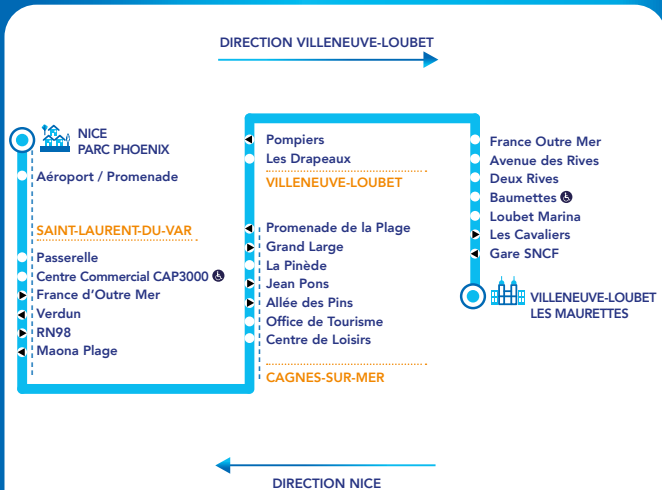 DIRECTION VILLENEUVE-LOUBET
NICE
PARC PHOENIX
Aéroport / Promenade
SAINT-LAURENT-DU-VAR
Passerelle
Centre Commercial CAP3000
France d'Outre Mer
Verdun
RN98
Maona Plage
Pompiers
Les Drapeaux
VILLENEUVE-LOUBET
Promenade de la Plage
Grand Large
La Pinède
Jean Pons
Allée des Pins
Office de Tourisme
Centre de Loisirs
CAGNES-SUR-MER
France Outre Mer
Avenue des Rives
Deux Rives
Baumettes
Loubet Marina
Les Cavaliers
Gare SNCF
VILLENEUVE-LOUBET
LES MAURETTES
DIRECTION NICE